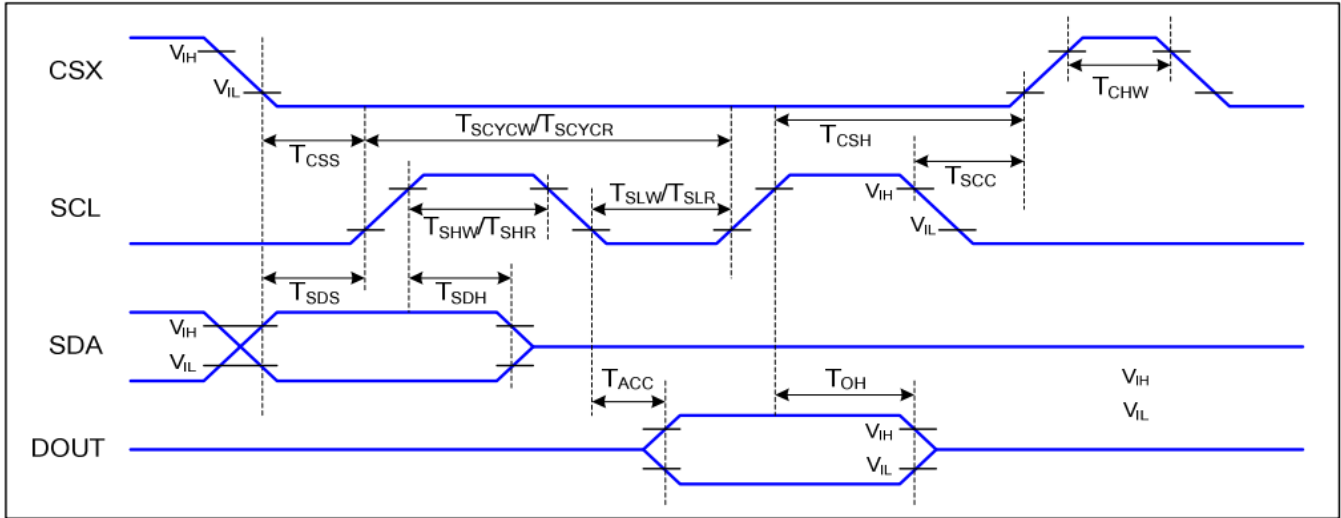 CSX
VIH
VIL
TCHW
TSCYCW/TSCYCR
TCSS
TCSH
TSCC
SCL
TSLW/TSLR
VIH
VIL
TSHW/TSHR
TSDS
TSDH
SDA
VIH
VIL
TACC
TOH
VIH
VIL
DOUT
VIH
VIL